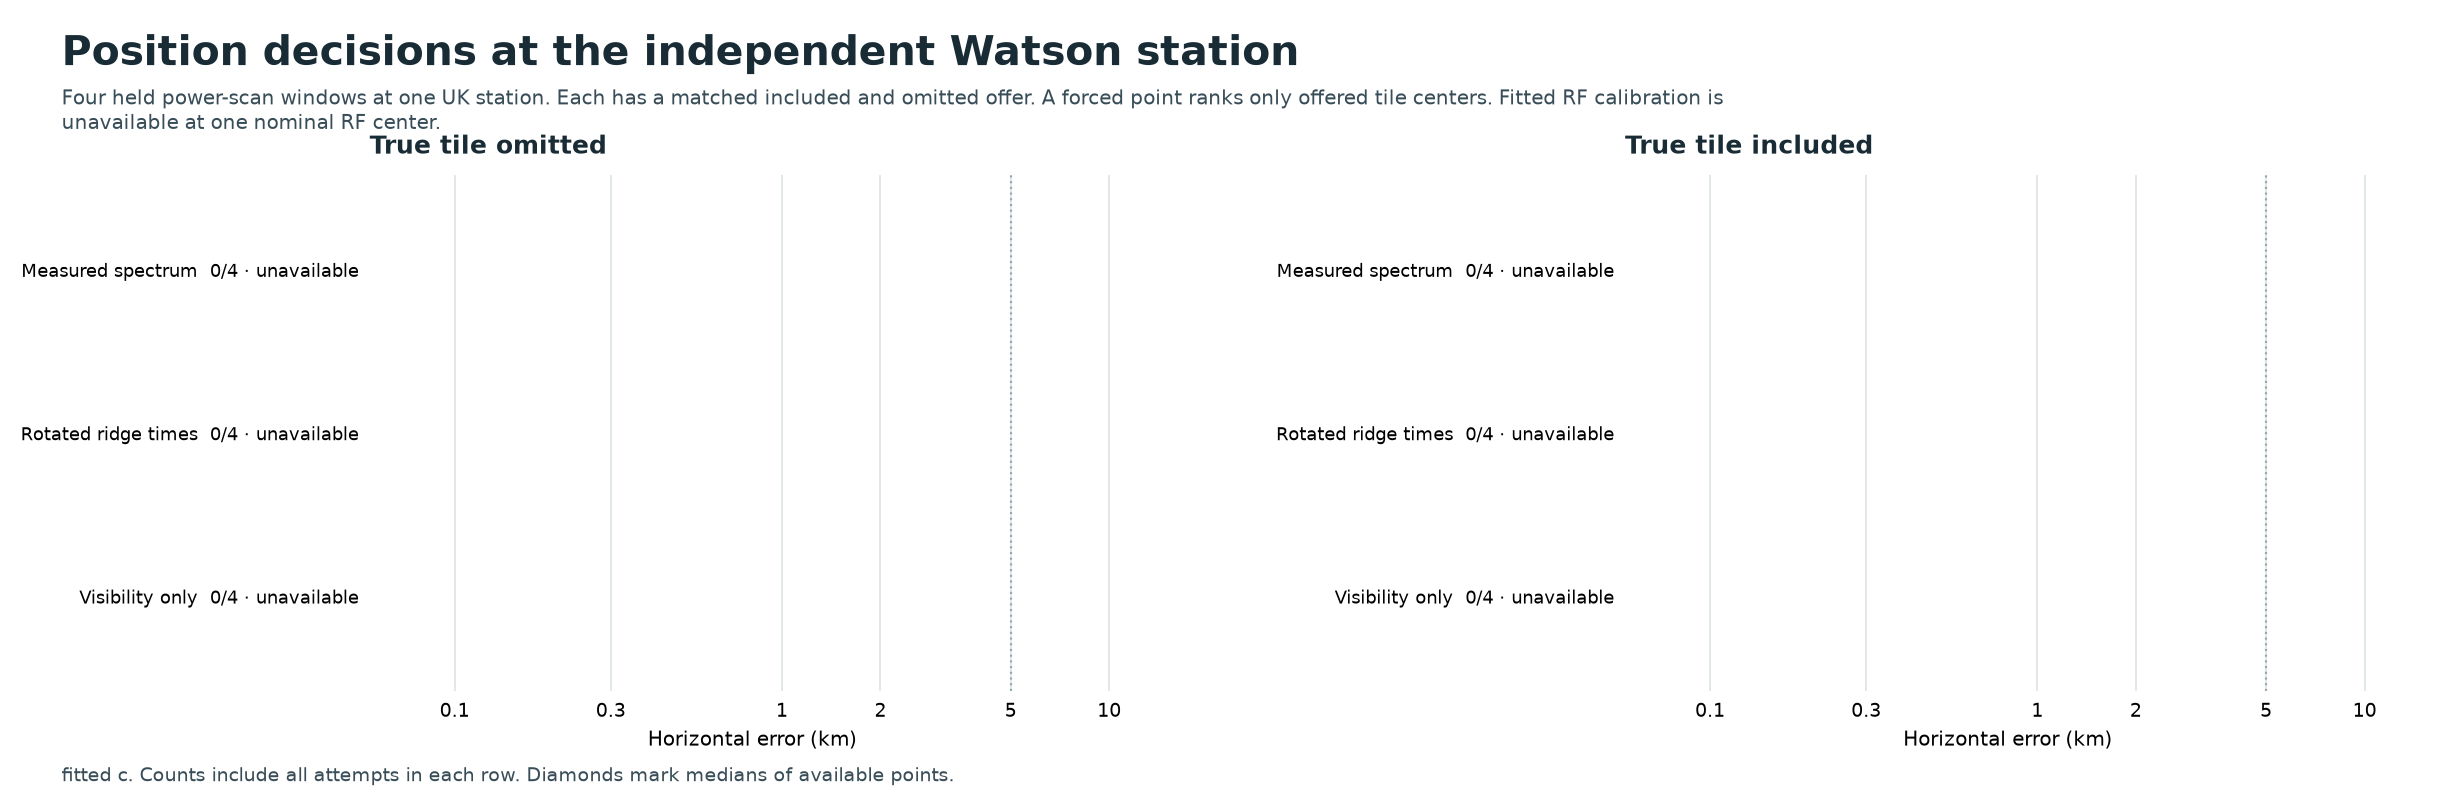 Position decisions at the independent Watson station
Four held power-scan windows at one UK station. Each has a matched included and omitted offer. A forced point ranks only offered tile centers. Fitted RF calibration is
unavailable at one nominal RF center.
True tile omitted
Measured spectrum 0/4 · unavailable
Rotated ridge times 0/4 · unavailable
Visibility only 0/4 · unavailable
0.1 0.3 1 2 5 10
Horizontal error (km)
True tile included
Measured spectrum 0/4 · unavailable
Rotated ridge times 0/4 · unavailable
Visibility only 0/4 · unavailable
0.1 0.3 1 2 5 10
Horizontal error (km)
fitted c. Counts include all attempts in each row. Diamonds mark medians of available points.